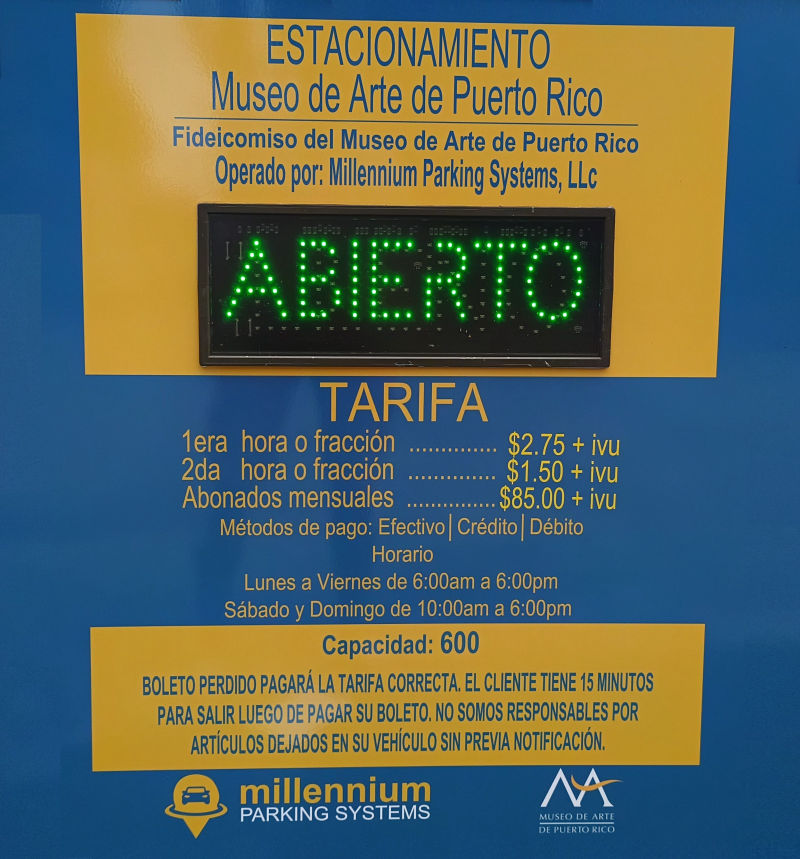 ESTACIONAMIENTO
Museo de Arte de Puerto Rico
Fideicomiso del Museo de Arte de Puerto Rico
Operado por: Millennium Parking Systems, LLc
ABIERTO
TARIFA
1era hora o fracción .............. $2.75 + ivu
2da hora o fracción .............. $1.50 + ivu
Abonados mensuales .............. $85.00 + ivu
Métodos de pago: Efectivo | Crédito | Débito
Horario
Lunes a Viernes de 6:00am a 6:00pm
Sábado y Domingo de 10:00am a 6:00pm
Capacidad: 600
BOLETO PERDIDO PAGARÁ LA TARIFA CORRECTA. EL CLIENTE TIENE 15 MINUTOS
PARA SALIR LUEGO DE PAGAR SU BOLETO. NO SOMOS RESPONSABLES POR
ARTÍCULOS DEJADOS EN SU VEHÍCULO SIN PREVIA NOTIFICACIÓN.
millennium
PARKING SYSTEMS
MA
MUSEO DE ARTE
DE PUERTO RICO